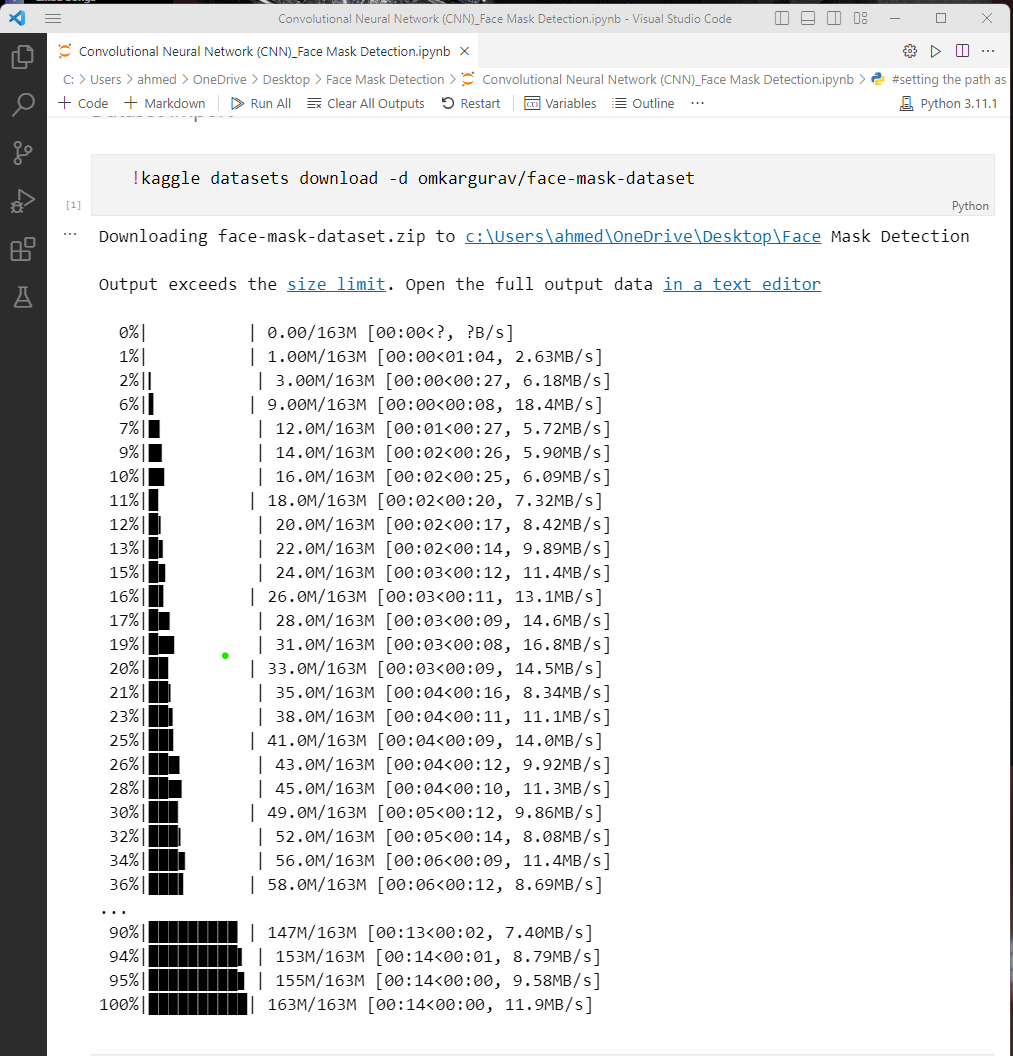 Convolutional Neural Network (CNN)_Face Mask Detection.ipynb - Visual Studio Code
Convolutional Neural Network (CNN)_Face Mask Detection.ipynb
C: > Users > ahmed > OneDrive > Desktop > Face Mask Detection > Convolutional Neural Network (CNN)_Face Mask Detection.ipynb > #setting the path as
+ Code + Markdown Run All Clear All Outputs Restart Variables Outline ... Python 3.11.1
Dataset Import
!kaggle datasets download -d omkargurav/face-mask-dataset
[1]
Python
... Downloading face-mask-dataset.zip to c:\Users\ahmed\OneDrive\Desktop\Face Mask Detection
Output exceeds the size limit. Open the full output data in a text editor
0%| | 0.00/163M [00:00<?, ?B/s]
1%| | 1.00M/163M [00:00<01:04, 2.63MB/s]
2%| | 3.00M/163M [00:00<00:27, 6.18MB/s]
6%| | 9.00M/163M [00:00<00:08, 18.4MB/s]
7%| | 12.0M/163M [00:01<00:27, 5.72MB/s]
9%| | 14.0M/163M [00:02<00:26, 5.90MB/s]
10%| | 16.0M/163M [00:02<00:25, 6.09MB/s]
11%| | 18.0M/163M [00:02<00:20, 7.32MB/s]
12%| | 20.0M/163M [00:02<00:17, 8.42MB/s]
13%| | 22.0M/163M [00:02<00:14, 9.89MB/s]
15%| | 24.0M/163M [00:03<00:12, 11.4MB/s]
16%| | 26.0M/163M [00:03<00:11, 13.1MB/s]
17%| | 28.0M/163M [00:03<00:09, 14.6MB/s]
19%| | 31.0M/163M [00:03<00:08, 16.8MB/s]
20%| | 33.0M/163M [00:03<00:09, 14.5MB/s]
21%| | 35.0M/163M [00:04<00:16, 8.34MB/s]
23%| | 38.0M/163M [00:04<00:11, 11.1MB/s]
25%| | 41.0M/163M [00:04<00:09, 14.0MB/s]
26%| | 43.0M/163M [00:04<00:12, 9.92MB/s]
28%| | 45.0M/163M [00:04<00:10, 11.3MB/s]
30%| | 49.0M/163M [00:05<00:12, 9.86MB/s]
32%| | 52.0M/163M [00:05<00:14, 8.08MB/s]
34%| | 56.0M/163M [00:06<00:09, 11.4MB/s]
36%| | 58.0M/163M [00:06<00:12, 8.69MB/s]
...
90%| | 147M/163M [00:13<00:02, 7.40MB/s]
94%| | 153M/163M [00:14<00:01, 8.79MB/s]
95%| | 155M/163M [00:14<00:00, 9.58MB/s]
100%| | 163M/163M [00:14<00:00, 11.9MB/s]